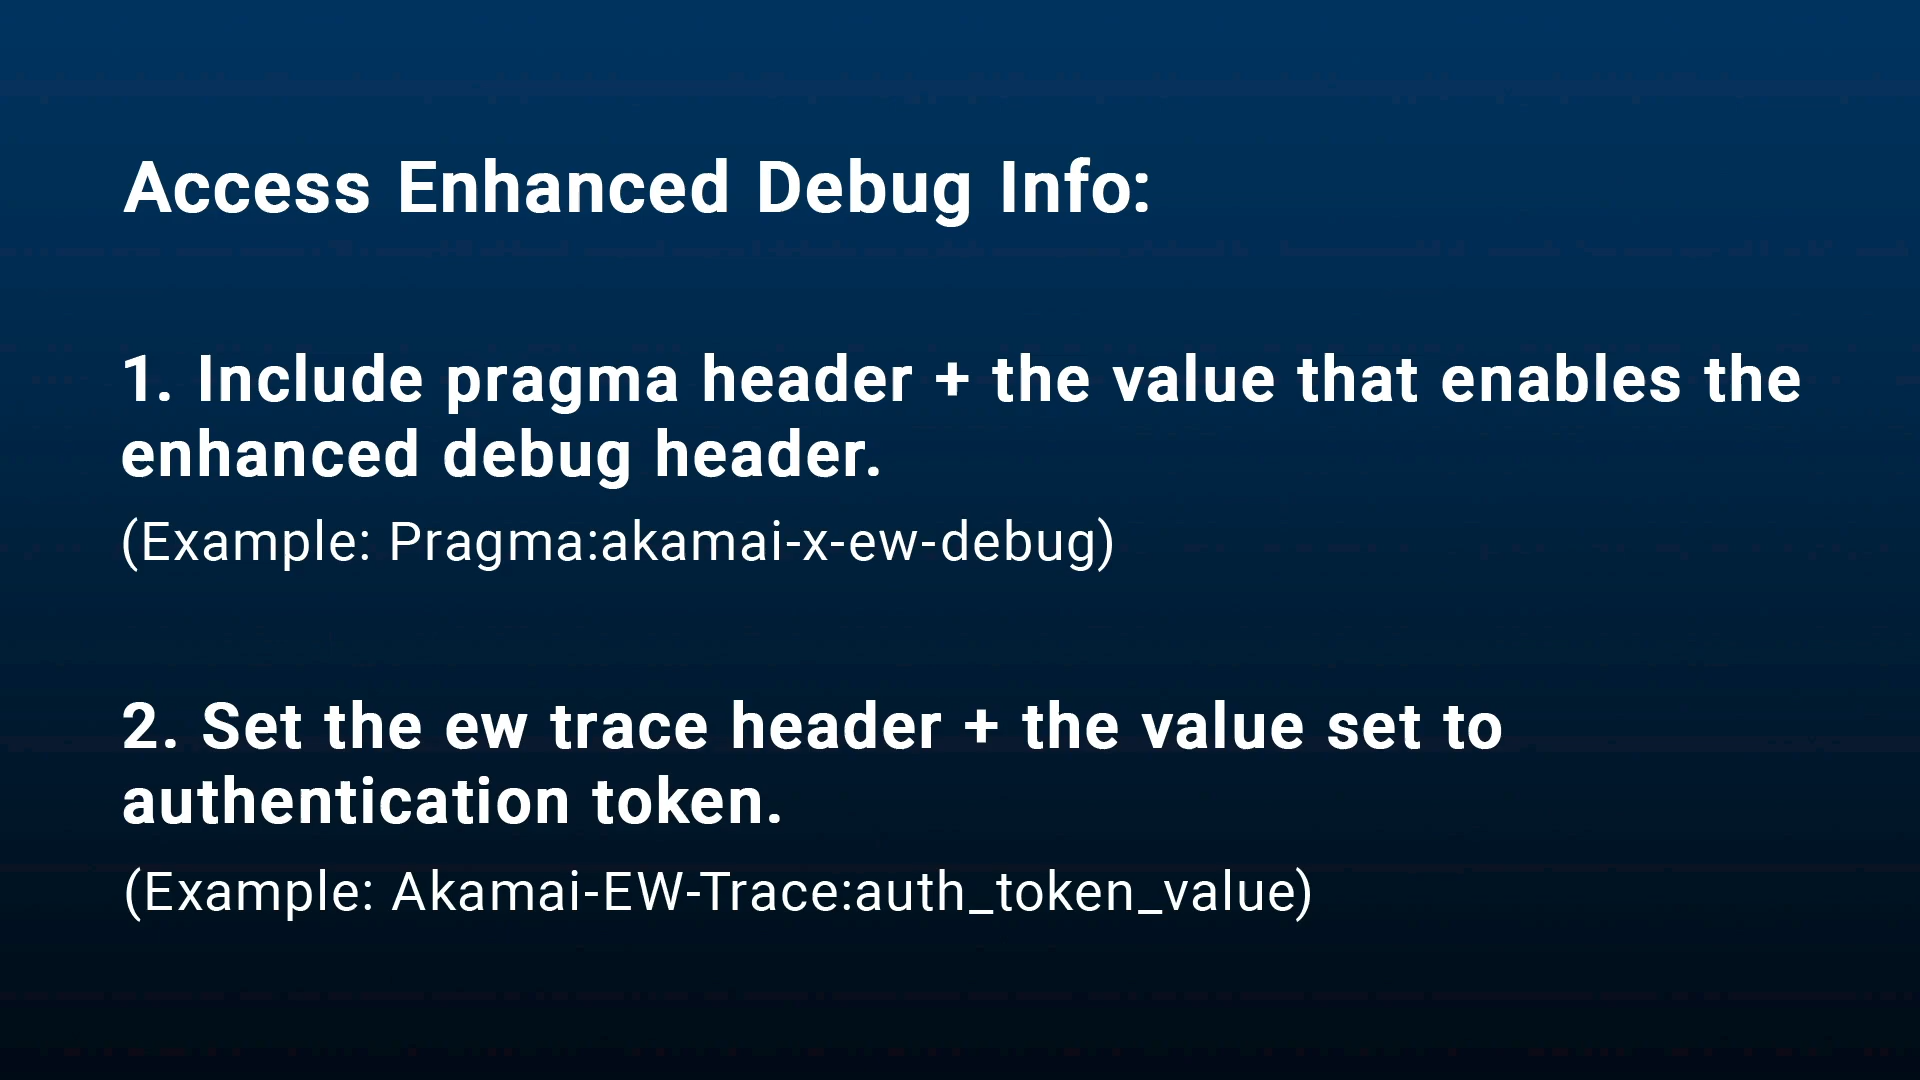 Access Enhanced Debug Info:
1. Include pragma header + the value that enables the
enhanced debug header.
(Example: Pragma:akamai-x-ew-debug)
2. Set the ew trace header + the value set to
authentication token.
(Example: Akamai-EW-Trace:auth_token_value)